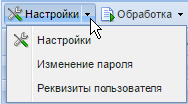 Настройки Обработка
Настройки
Изменение пароля
Реквизиты пользователя